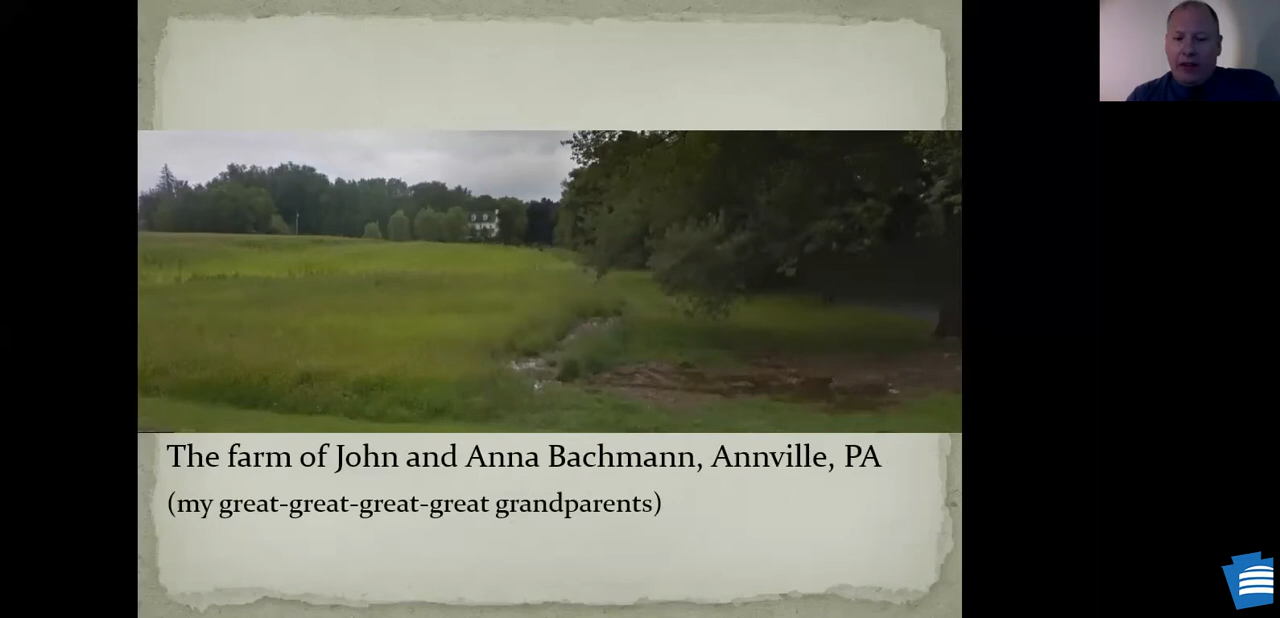 The farm of John and Anna Bachmann, Annville, PA
(my great-great-great-great grandparents)